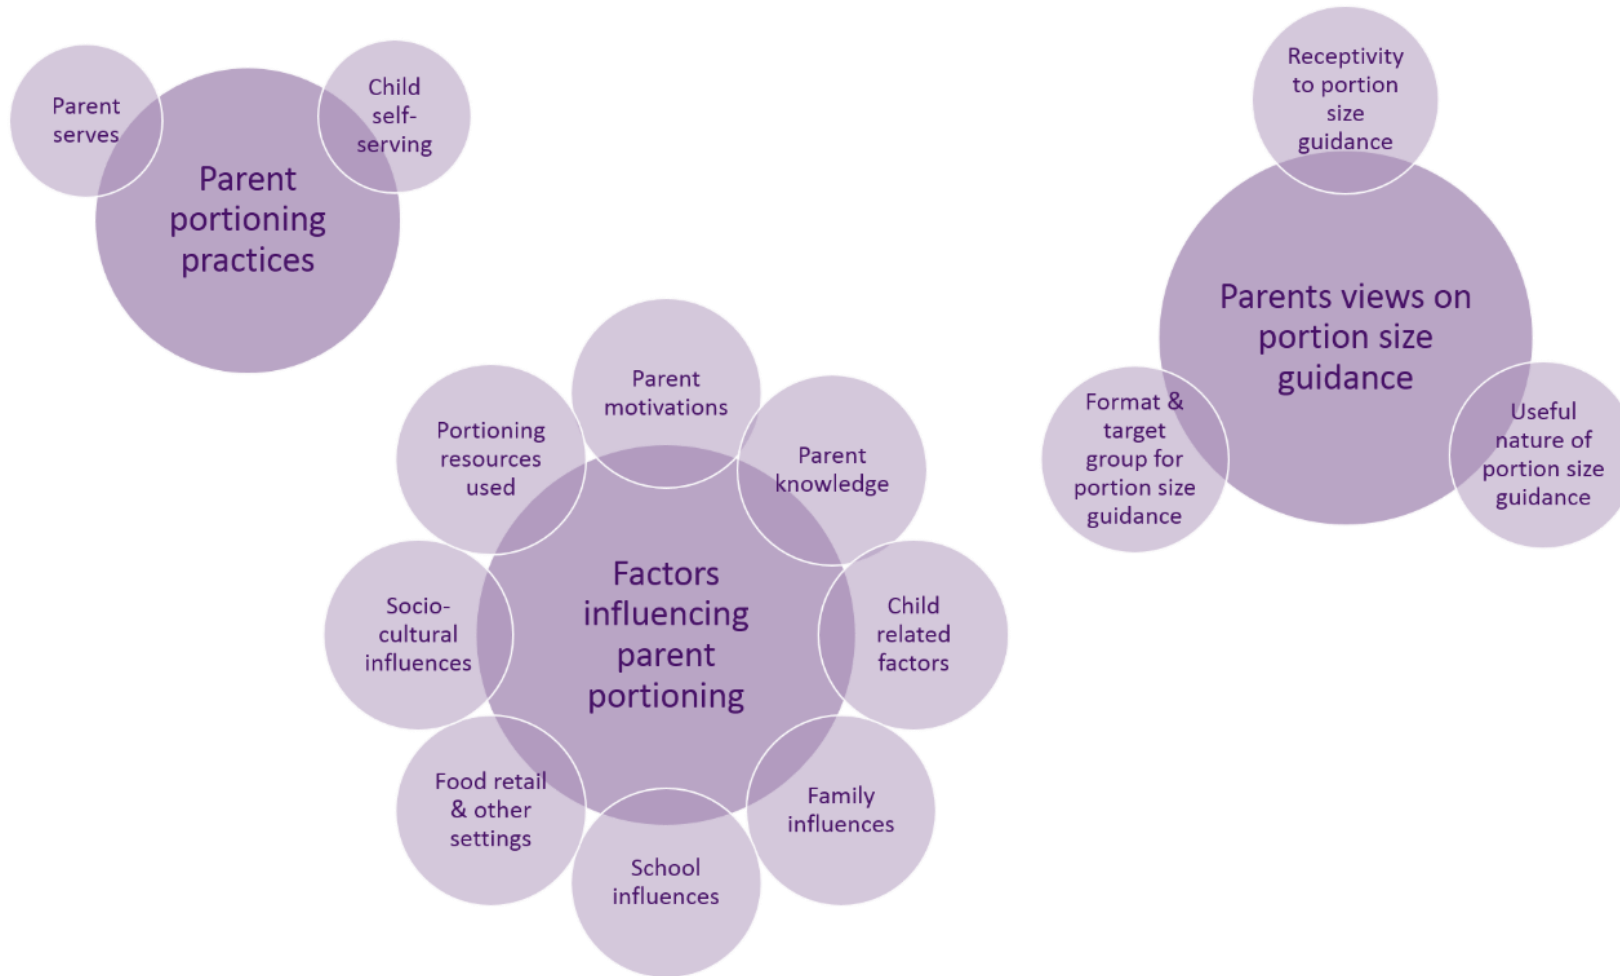 Parent
serves
Child
self-
serving
Parent
portioning
practices
Receptivity
to portion
size
guidance
Parents views on
portion size
guidance
Format &
target
group for
portion size
guidance
Useful
nature of
portion size
guidance
Parent
motivations
Portioning
resources
used
Parent
knowledge
Factors
influencing
parent
portioning
Socio-
cultural
influences
Child
related
factors
Food retail
& other
settings
Family
influences
School
influences